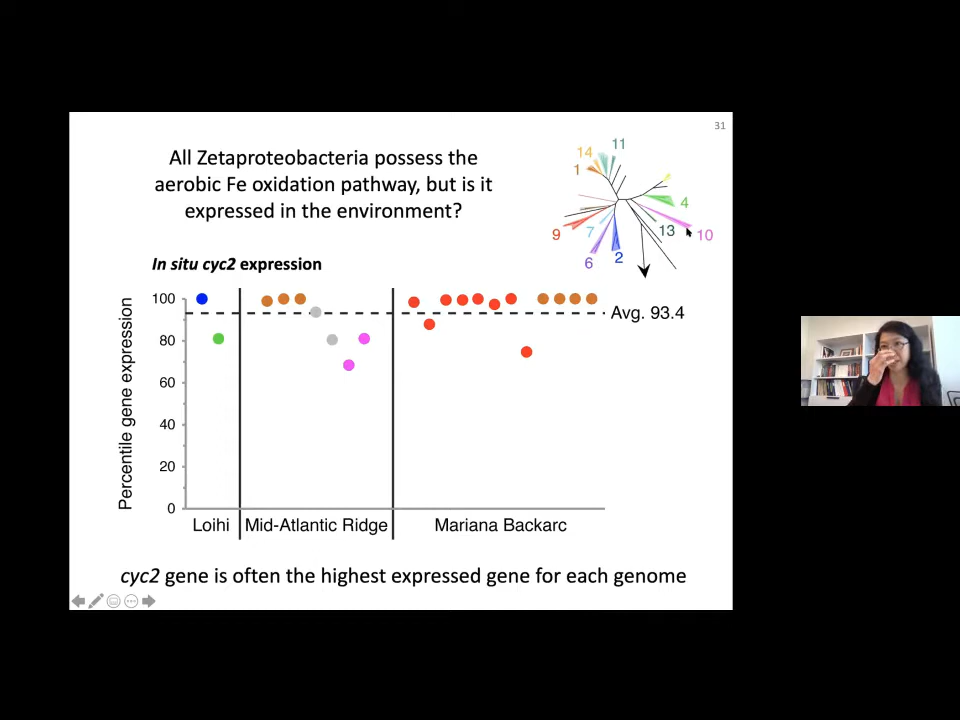 31
All Zetaproteobacteria possess the
aerobic Fe oxidation pathway, but is it
expressed in the environment?
14
11
1
4
9
7
13
10
6
2
In situ cyc2 expression
Percentile gene expression
100
80
60
40
20
0
Avg. 93.4
Loihi
Mid-Atlantic Ridge
Mariana Backarc
cyc2 gene is often the highest expressed gene for each genome